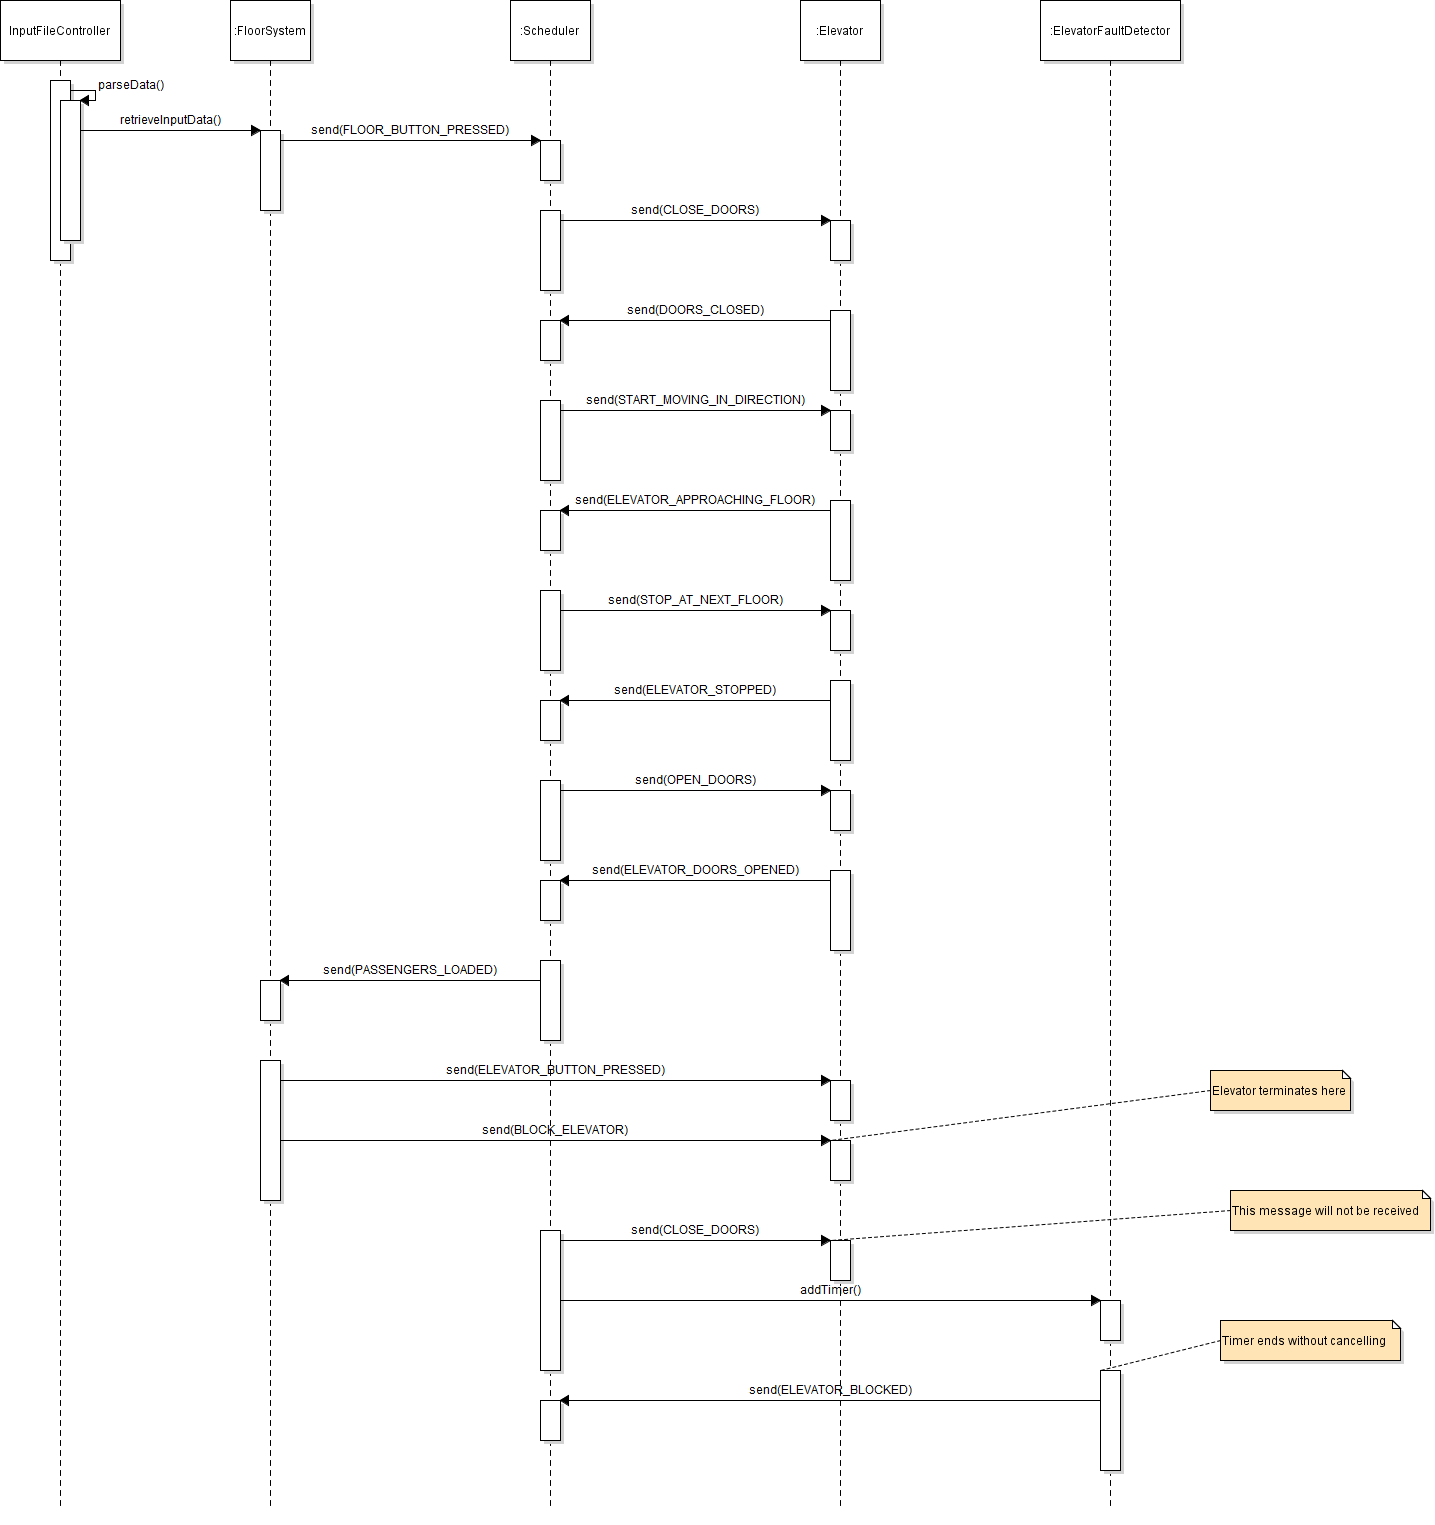 InputFileController
:FloorSystem
:Scheduler
:Elevator
:ElevatorFaultDetector
parseData()
retrieveInputData()
send(FLOOR_BUTTON_PRESSED)
send(CLOSE_DOORS)
send(DOORS_CLOSED)
send(START_MOVING_IN_DIRECTION)
send(ELEVATOR_APPROACHING_FLOOR)
send(STOP_AT_NEXT_FLOOR)
send(ELEVATOR_STOPPED)
send(OPEN_DOORS)
send(ELEVATOR_DOORS_OPENED)
send(PASSENGERS_LOADED)
send(ELEVATOR_BUTTON_PRESSED)
Elevator terminates here
send(BLOCK_ELEVATOR)
This message will not be received
send(CLOSE_DOORS)
addTimer()
Timer ends without cancelling
send(ELEVATOR_BLOCKED)